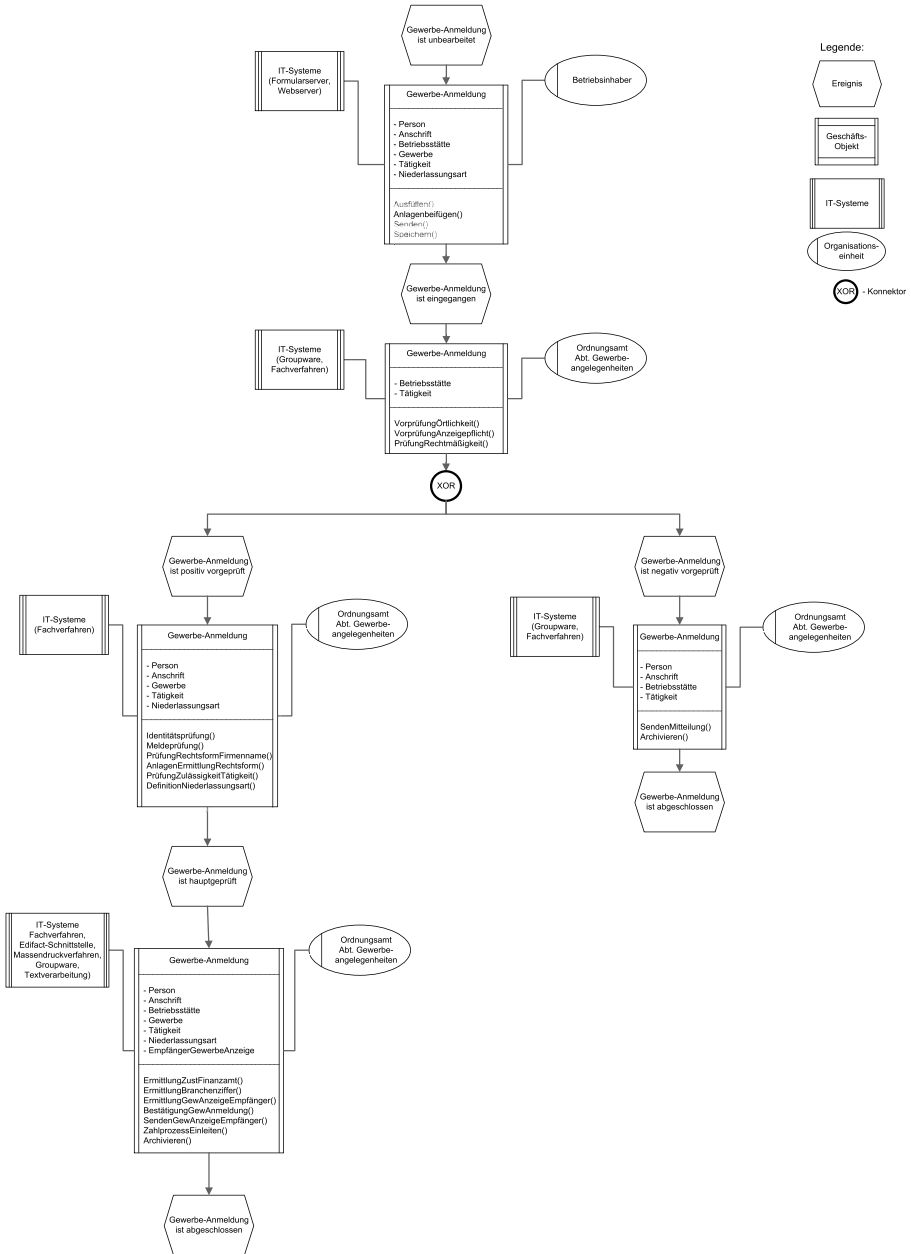 Gewerbe-Anmeldung
ist unbearbeitet
Legende:
IT-Systeme
(Formularserver,
Webserver)
Betriebsinhaber
Ereignis
Gewerbe-Anmeldung
- Person
- Anschrift
- Betriebsstätte
- Gewerbe
- Tätigkeit
- Niederlassungsart
Ausfüllen()
Anlagenbeifügen()
Senden()
Speichern()
Geschäfts-
Objekt
IT-Systeme
Organisations-
einheit
XOR - Konnektor
Gewerbe-Anmeldung
ist eingegangen
IT-Systeme
(Groupware,
Fachverfahren)
Ordnungsamt
Abt. Gewerbe-
angelegenheiten
Gewerbe-Anmeldung
- Betriebsstätte
- Tätigkeit
VorprüfungÖrtlichkeit()
VorprüfungAnzeigepflicht()
PrüfungRechtmäßigkeit()
XOR
Gewerbe-Anmeldung
ist positiv vorgeprüft
Gewerbe-Anmeldung
ist negativ vorgeprüft
IT-Systeme
(Fachverfahren)
Ordnungsamt
Abt. Gewerbe-
angelegenheiten
Gewerbe-Anmeldung
- Person
- Anschrift
- Gewerbe
- Tätigkeit
- Niederlassungsart
Identitätsprüfung()
Meldeprüfung()
PrüfungRechtsformFirmenname()
AnlagenErmittlungRechtsform()
PrüfungZulässigkeitTätigkeit()
DefinitionNiederlassungsart()
IT-Systeme
(Groupware,
Fachverfahren)
Ordnungsamt
Abt. Gewerbe-
angelegenheiten
Gewerbe-Anmeldung
- Person
- Anschrift
- Betriebsstätte
- Tätigkeit
SendenMitteilung()
Archivieren()
Gewerbe-Anmeldung
ist abgeschlossen
Gewerbe-Anmeldung
ist hauptgeprüft
IT-Systeme
Fachverfahren,
Edifact-Schnittstelle,
Massendruckverfahren,
Groupware,
Textverarbeitung)
Ordnungsamt
Abt. Gewerbe-
angelegenheiten
Gewerbe-Anmeldung
- Person
- Anschrift
- Betriebsstätte
- Gewerbe
- Tätigkeit
- Niederlassungsart
- EmpfängerGewerbeAnzeige
ErmittlungZustFinanzamt()
ErmittlungBranchenziffer()
ErmittlungGewAnzeigeEmpfänger()
BestätigungGewAnmeldung()
SendenGewAnzeigeEmpfänger()
ZahlprozessEinleiten()
Archivieren()
Gewerbe-Anmeldung
ist abgeschlossen